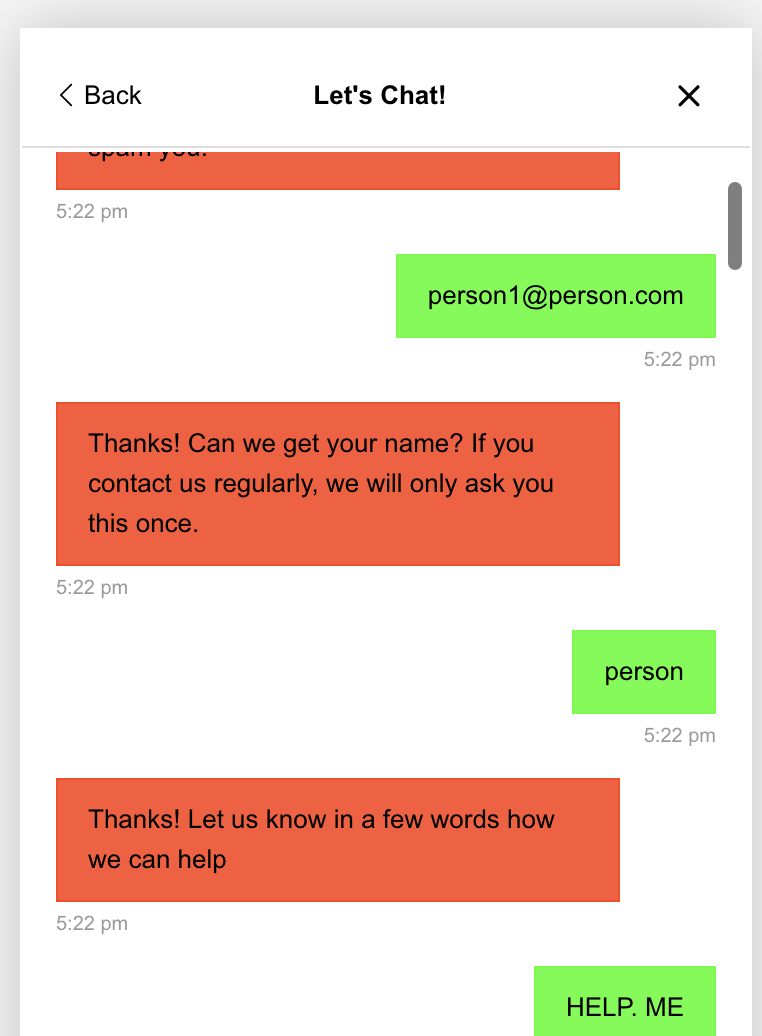 Back
Let's Chat!
spam you.
5:22 pm
person1@person.com
5:22 pm
Thanks! Can we get your name? If you
contact us regularly, we will only ask you
this once.
5:22 pm
person
5:22 pm
Thanks! Let us know in a few words how
we can help
5:22 pm
HELP. ME